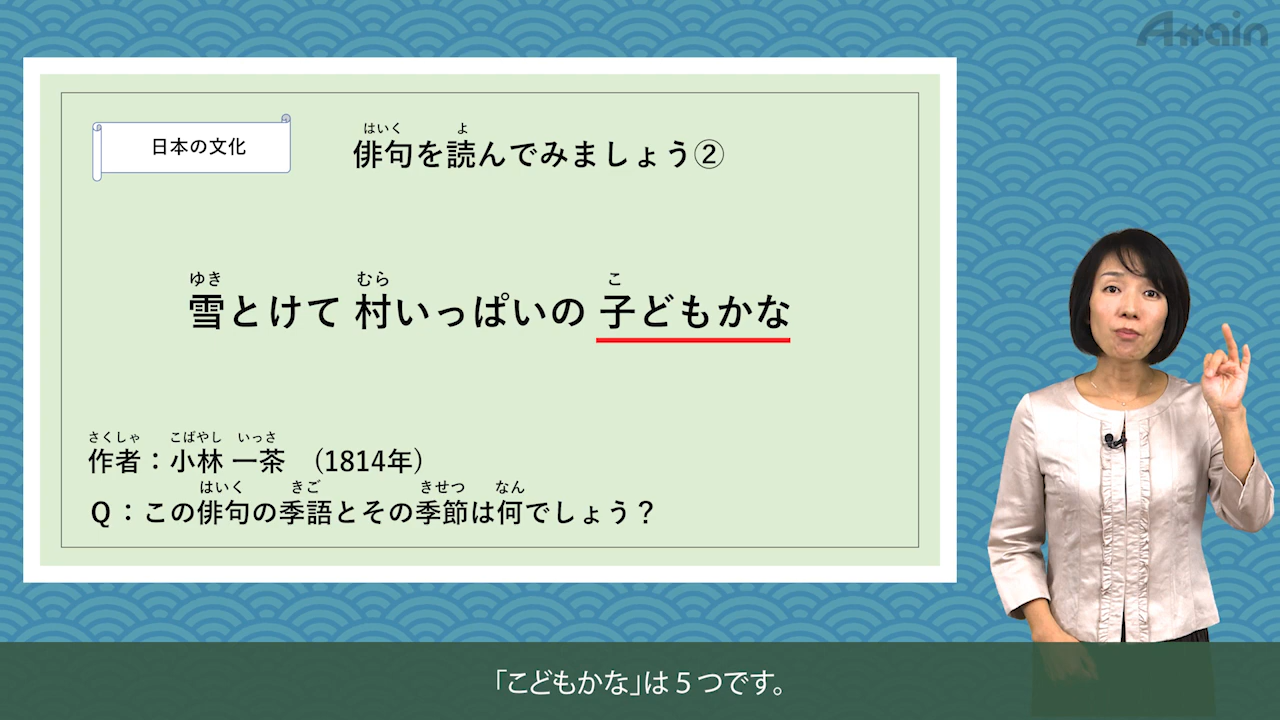 Attain
日本の文化
はいく よ
俳句を読んでみましょう②
ゆき むら こ
雪とけて 村いっぱいの 子どもかな
さくしゃ こばやし いっさ
作者：小林 一茶 （1814年）
はいく きご きせつ なん
Q：この俳句の季語とその季節は何でしょう？
「こどもかな」は５つです。